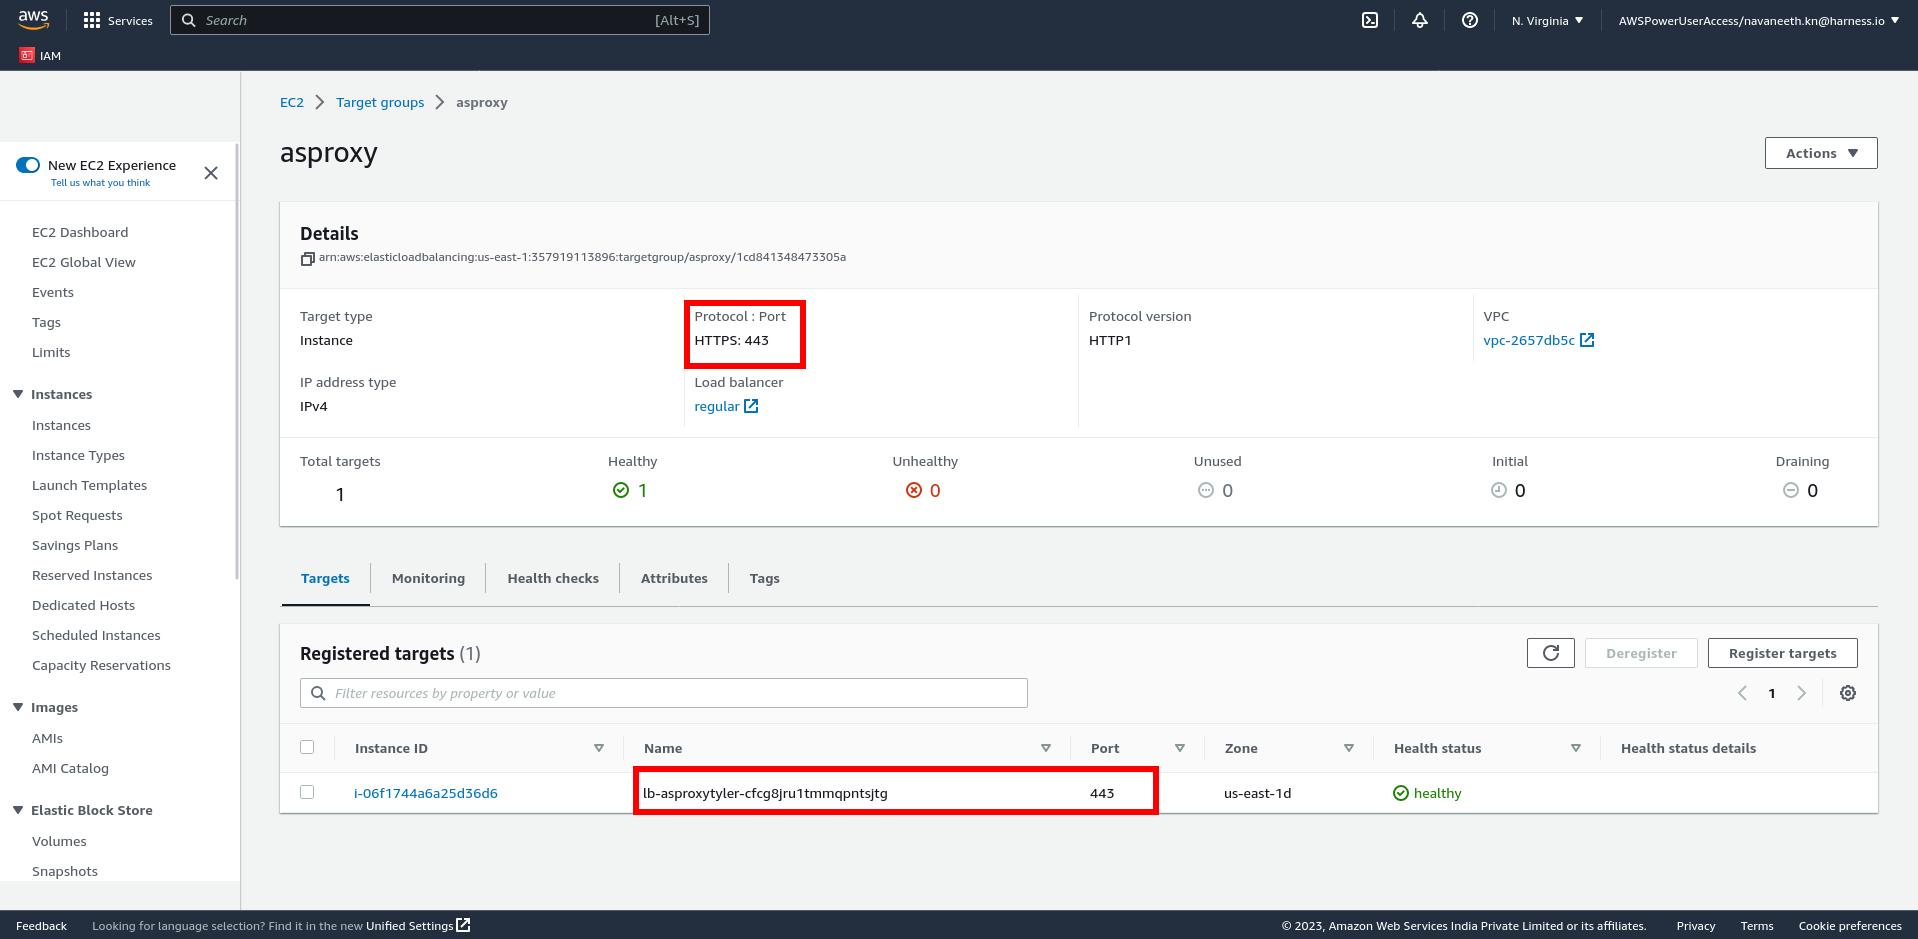 aws
Services
Search
[Alt+S]
N. Virginia
AWSPowerUserAccess/navaneeth.kn@harness.io
IAM
New EC2 Experience
Tell us what you think
EC2 Dashboard
EC2 Global View
Events
Tags
Limits
Instances
Instances
Instance Types
Launch Templates
Spot Requests
Savings Plans
Reserved Instances
Dedicated Hosts
Scheduled Instances
Capacity Reservations
Images
AMIs
AMI Catalog
Elastic Block Store
Volumes
Snapshots
EC2 > Target groups > asproxy
asproxy
Actions
Details
arn:aws:elasticloadbalancing:us-east-1:357919113896:targetgroup/asproxy/1cd841348473305a
Target type
Instance
Protocol : Port
HTTPS: 443
Protocol version
HTTP1
VPC
vpc-2657db5c
IP address type
IPv4
Load balancer
regular
Total targets
1
Healthy
1
Unhealthy
0
Unused
0
Initial
0
Draining
0
Targets
Monitoring
Health checks
Attributes
Tags
Registered targets (1)
Deregister
Register targets
Filter resources by property or value
1
Instance ID Name Port Zone Health status Health status details
i-06f1744a6a25d36d6 lb-asproxytyler-cfcg8jru1tmmqpntsjtg 443 us-east-1d healthy
Feedback
Looking for language selection? Find it in the new Unified Settings
© 2023, Amazon Web Services India Private Limited or its affiliates.
Privacy
Terms
Cookie preferences